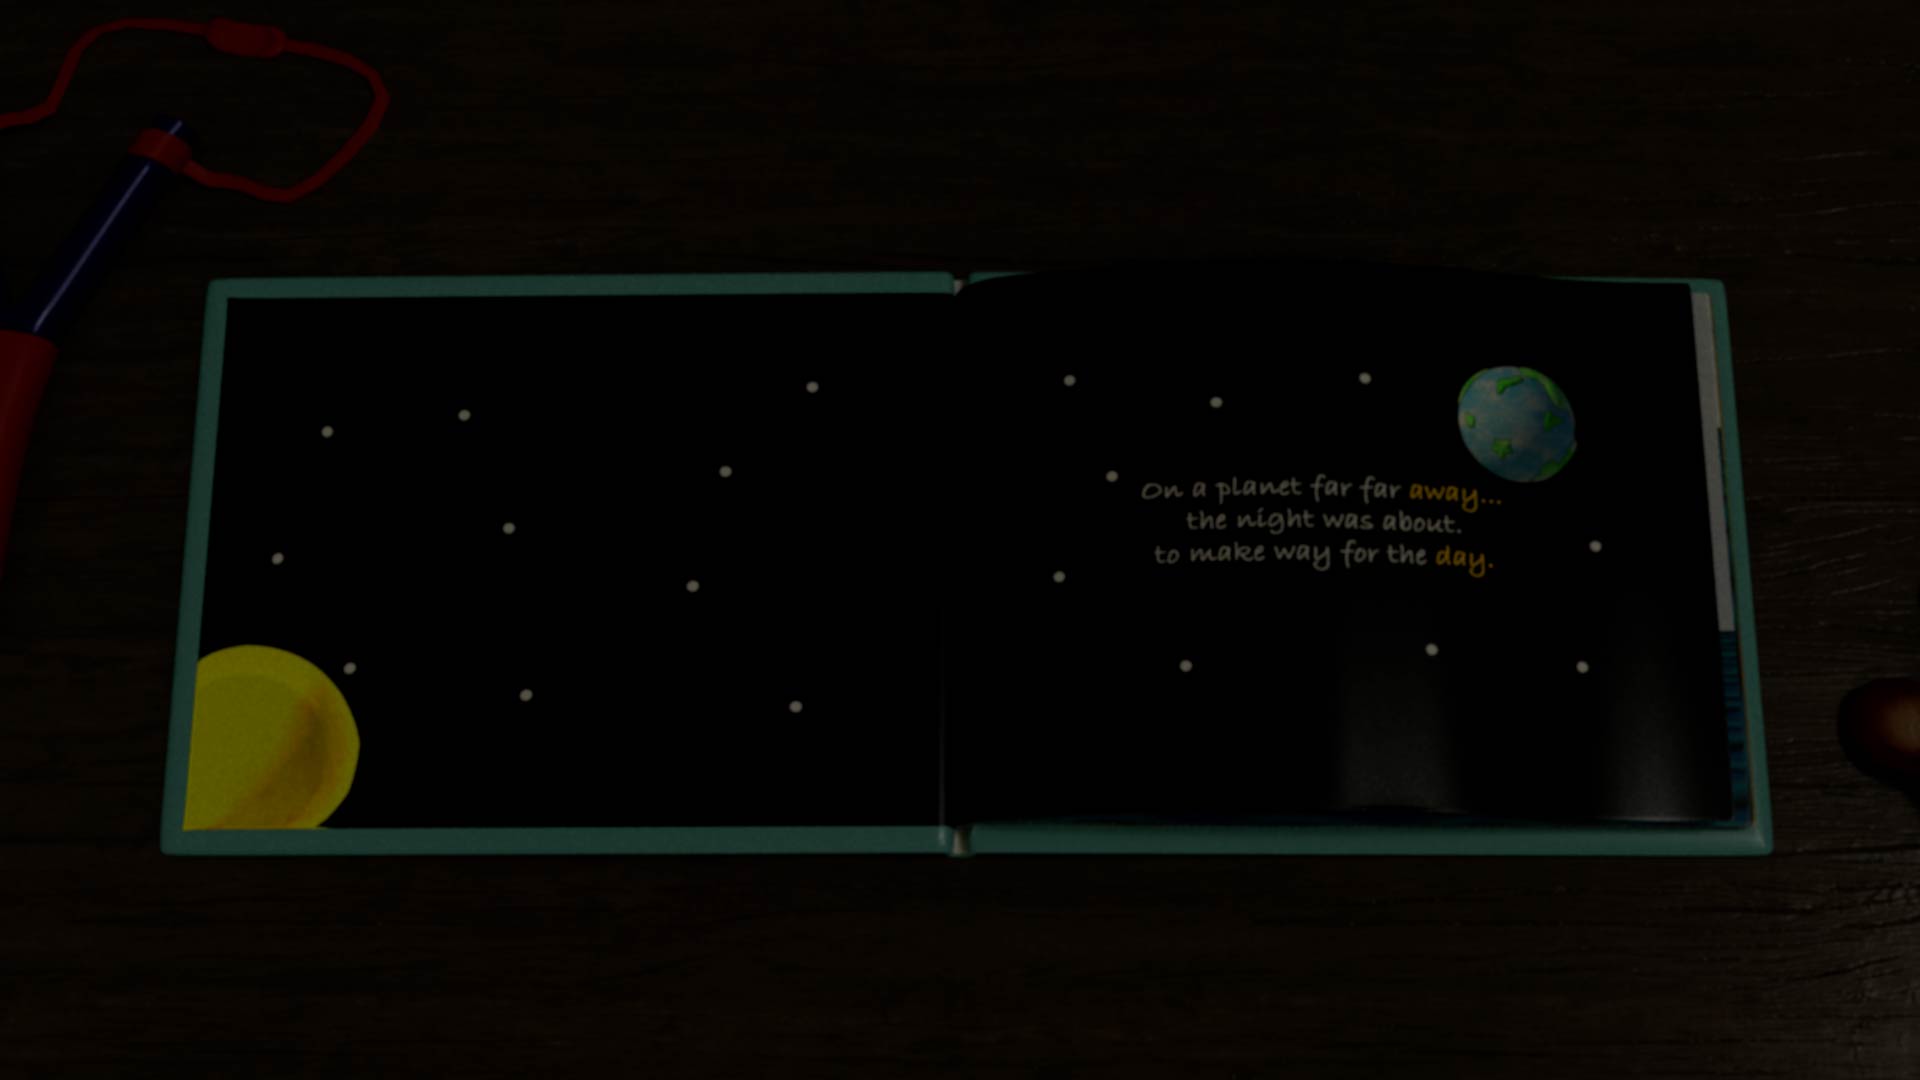 On a planet far far away...
the night was about.
to make way for the day.